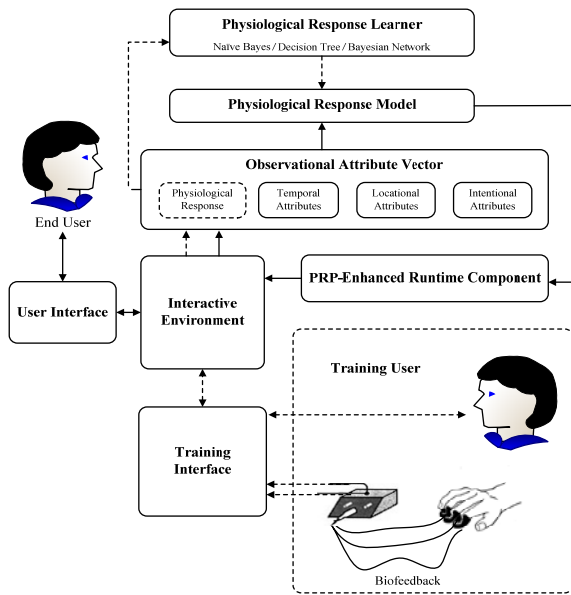 Physiological Response Learner
Naïve Bayes / Decision Tree / Bayesian Network
Physiological Response Model
Observational Attribute Vector
Physiological
Response
Temporal
Attributes
Locational
Attributes
Intentional
Attributes
End User
User Interface
Interactive
Environment
PRP-Enhanced Runtime Component
Training User
Training
Interface
Biofeedback